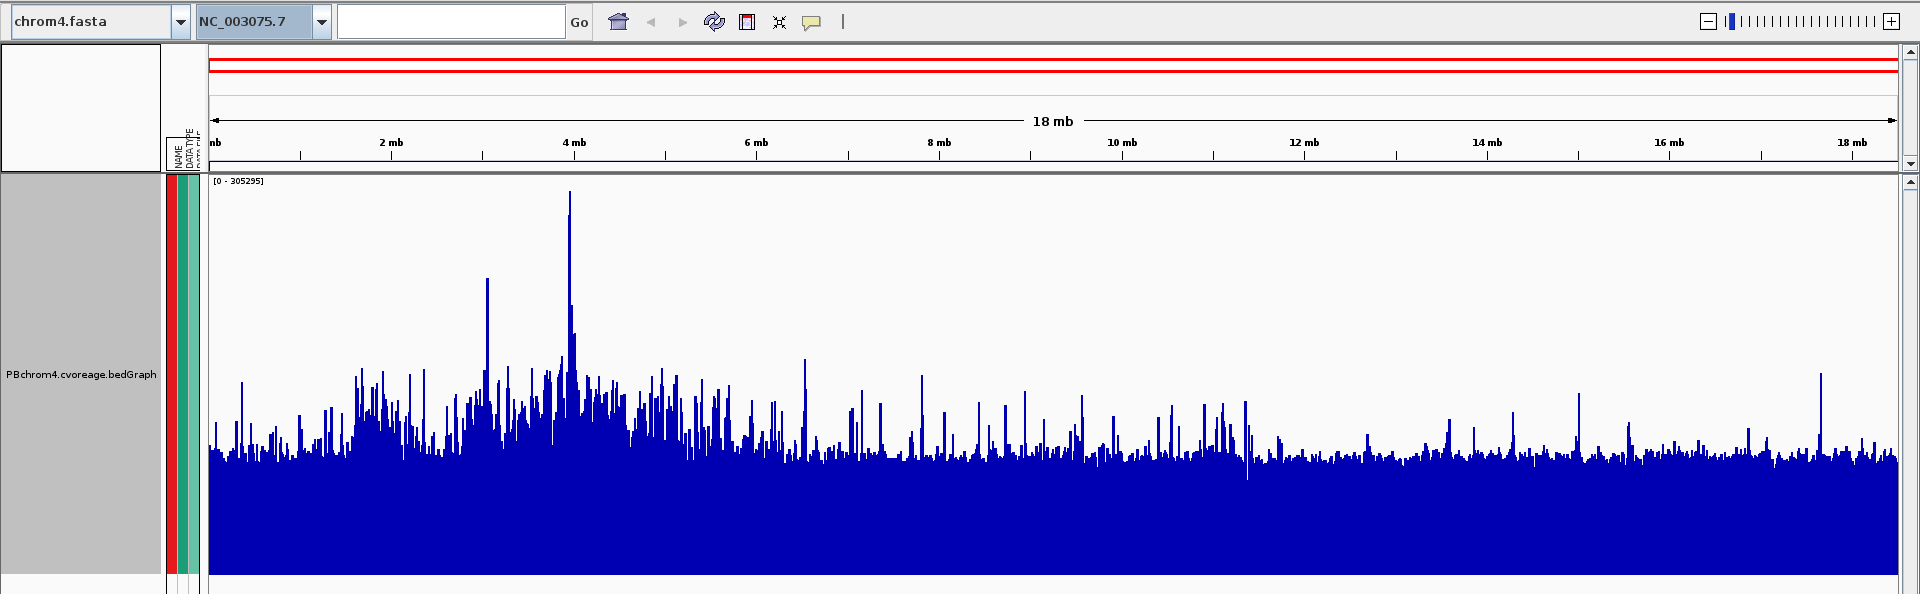 chrom4.fasta NC_003075.7 Go
18 mb
mb 2 mb 4 mb 6 mb 8 mb 10 mb 12 mb 14 mb 16 mb 18 mb
NAME
DATA TYPE
[0 - 305295]
PBchrom4.cvoreage.bedGraph